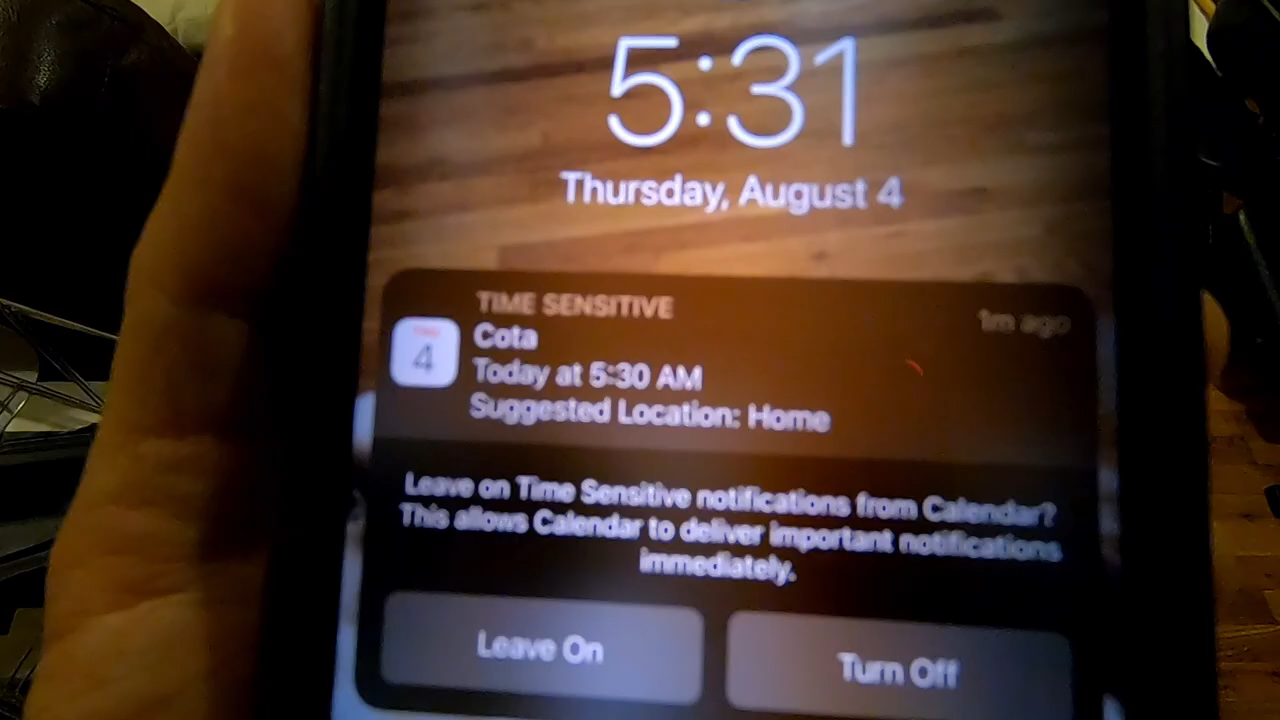 5:31
Thursday, August 4
TIME SENSITIVE
1m ago
4
Cota
Today at 5:30 AM
Suggested Location: Home
Leave on Time Sensitive notifications from Calendar?
This allows Calendar to deliver important notifications
immediately.
Leave On
Turn Off